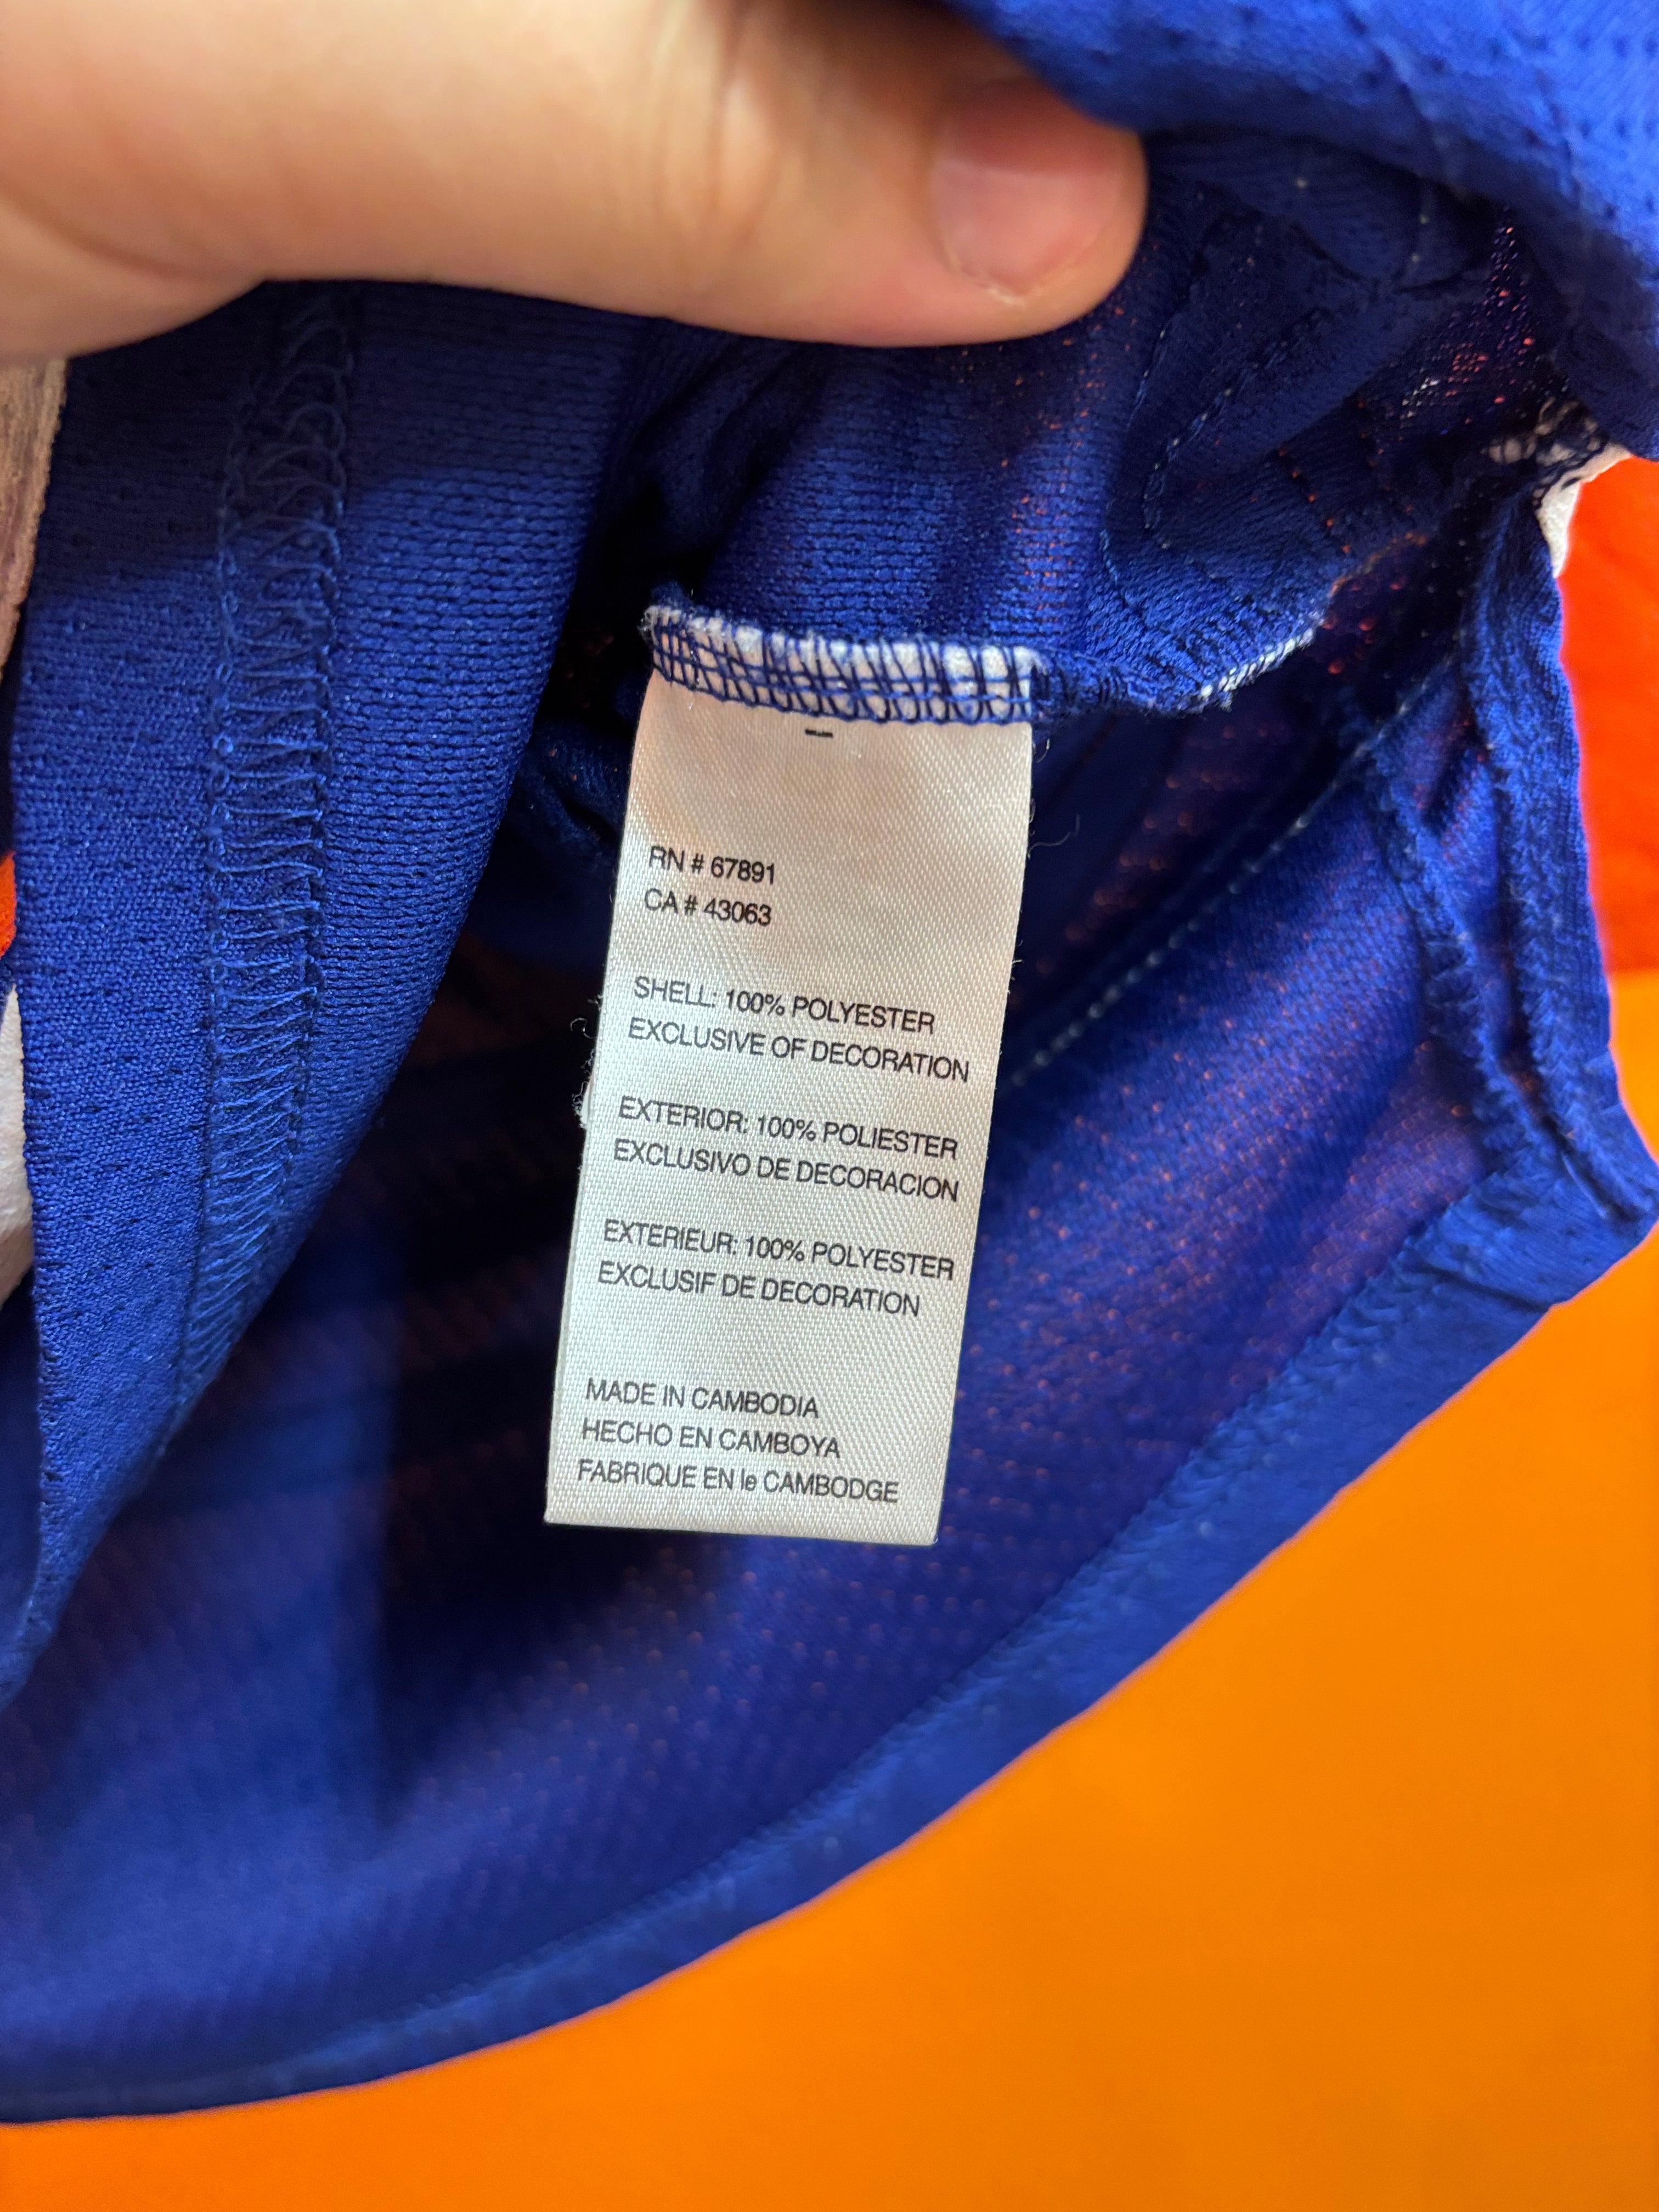 RN # 67891
CA # 43063
SHELL: 100% POLYESTER
EXCLUSIVE OF DECORATION
EXTERIOR: 100% POLIESTER
EXCLUSIVO DE DECORACION
EXTERIEUR: 100% POLYESTER
EXCLUSIF DE DECORATION
MADE IN CAMBODIA
HECHO EN CAMBOYA
FABRIQUE EN le CAMBODGE